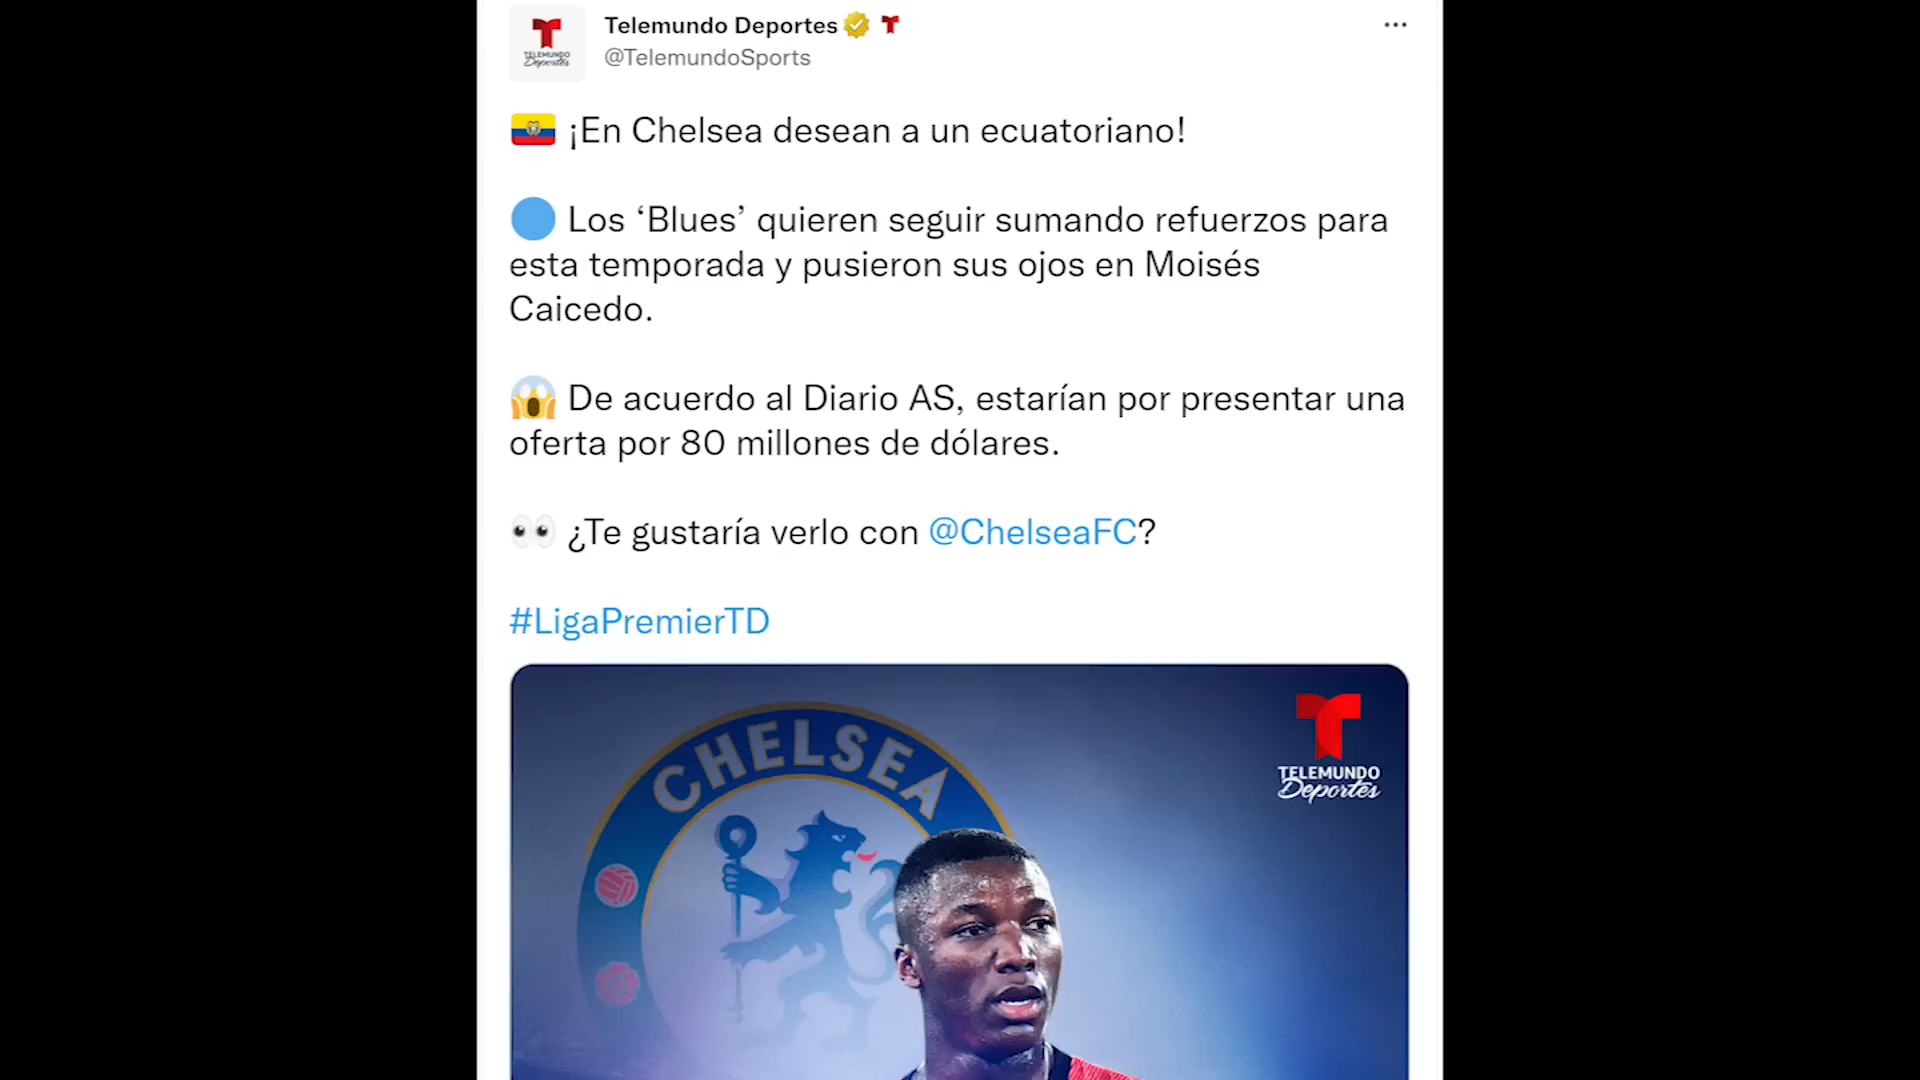 Telemundo Deportes
@TelemundoSports
TELEMUNDO
Deportes
¡En Chelsea desean a un ecuatoriano!
Los ‘Blues’ quieren seguir sumando refuerzos para
esta temporada y pusieron sus ojos en Moisés
Caicedo.
De acuerdo al Diario AS, estarían por presentar una
oferta por 80 millones de dólares.
¿Te gustaría verlo con @ChelseaFC?
#LigaPremierTD
CHELSEA
TELEMUNDO
Deportes